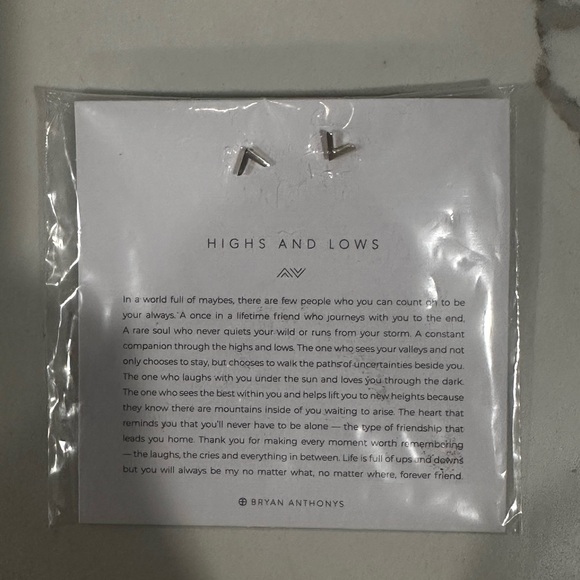 HIGHS AND LOWS
In a world full of maybes, there are few people who you can count on to be
your always. A once in a lifetime friend who journeys with you to the end.
A rare soul who never quiets your wild or runs from your storm. A constant
companion through the highs and lows. The one who sees your valleys and not
only chooses to stay, but chooses to walk the paths of uncertainties beside you.
The one who laughs with you under the sun and loves you through the dark.
The one who sees the best within you and helps lift you to new heights because
they know there are mountains inside of you waiting to arise. The heart that
reminds you that you'll never have to be alone — the type of friendship that
leads you home. Thank you for making every moment worth remembering
— the laughs, the cries and everything in between. Life is full of ups and downs
but you will always be my no matter what, no matter where, forever friend.
BRYAN ANTHONYS